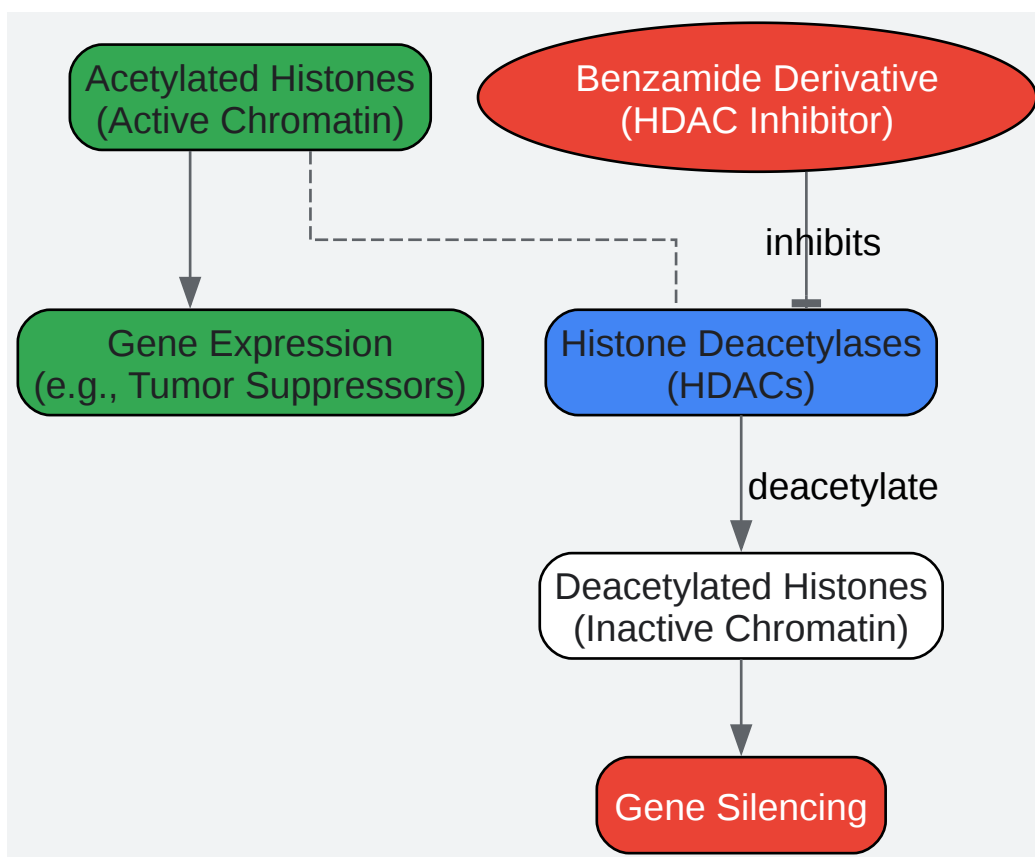 Acetylated Histones
(Active Chromatin)
Benzamide Derivative
(HDAC Inhibitor)
inhibits
Gene Expression
(e.g., Tumor Suppressors)
Histone Deacetylases
(HDACs)
deacetylate
Deacetylated Histones
(Inactive Chromatin)
Gene Silencing